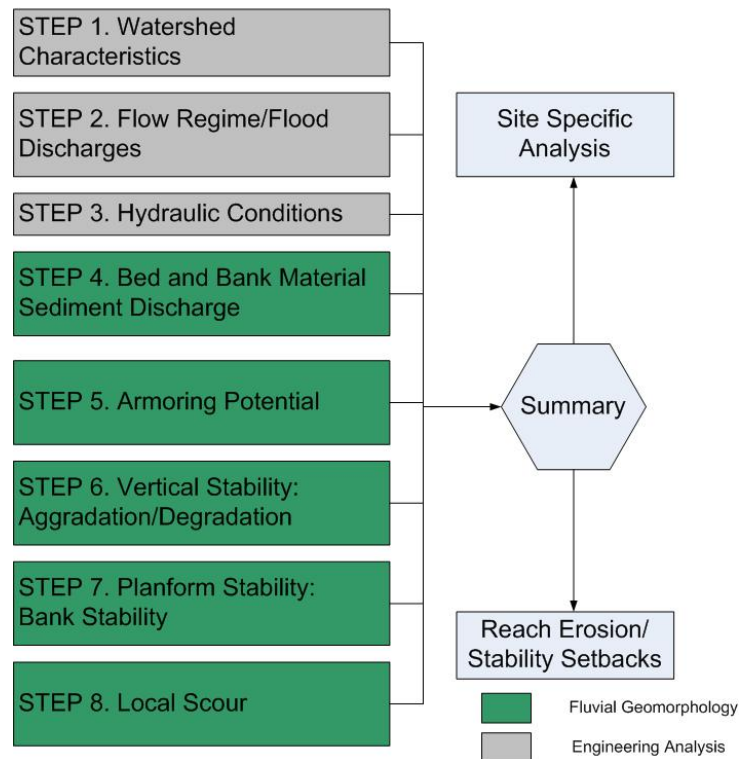 STEP 1. Watershed
Characteristics
STEP 2. Flow Regime/Flood
Discharges
STEP 3. Hydraulic Conditions
STEP 4. Bed and Bank Material
Sediment Discharge
STEP 5. Armoring Potential
STEP 6. Vertical Stability:
Aggradation/Degradation
STEP 7. Planform Stability:
Bank Stability
STEP 8. Local Scour
Site Specific
Analysis
Summary
Reach Erosion/
Stability Setbacks
Fluvial Geomorphology
Engineering Analysis